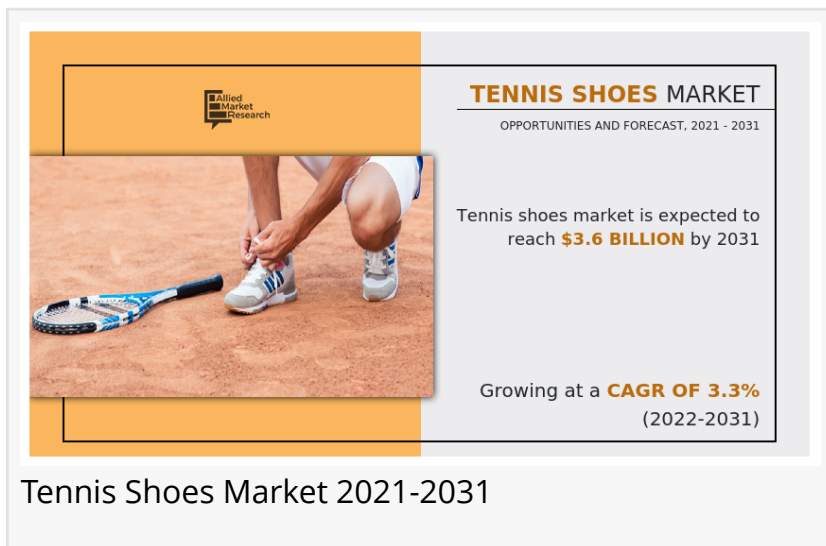 Allied
Market
Research
TENNIS SHOES MARKET
OPPORTUNITIES AND FORECAST, 2021 - 2031
Tennis shoes market is expected to
reach $3.6 BILLION by 2031
Growing at a CAGR OF 3.3%
(2022-2031)
Tennis Shoes Market 2021-2031